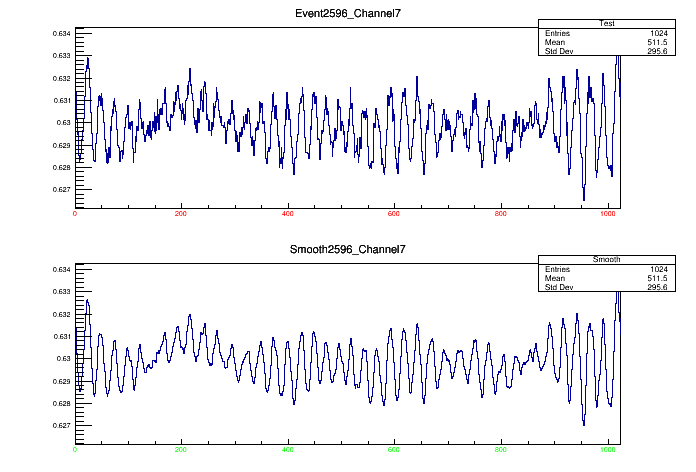 Event2596_Channel7
Test
Entries 1024
Mean 511.5
Std Dev 295.6
0.634
0.633
0.632
0.631
0.63
0.629
0.628
0.627
0 200 400 600 800 1000
Smooth2596_Channel7
Smooth
Entries 1024
Mean 511.5
Std Dev 295.6
0.634
0.633
0.632
0.631
0.63
0.629
0.628
0.627
0 200 400 600 800 1000